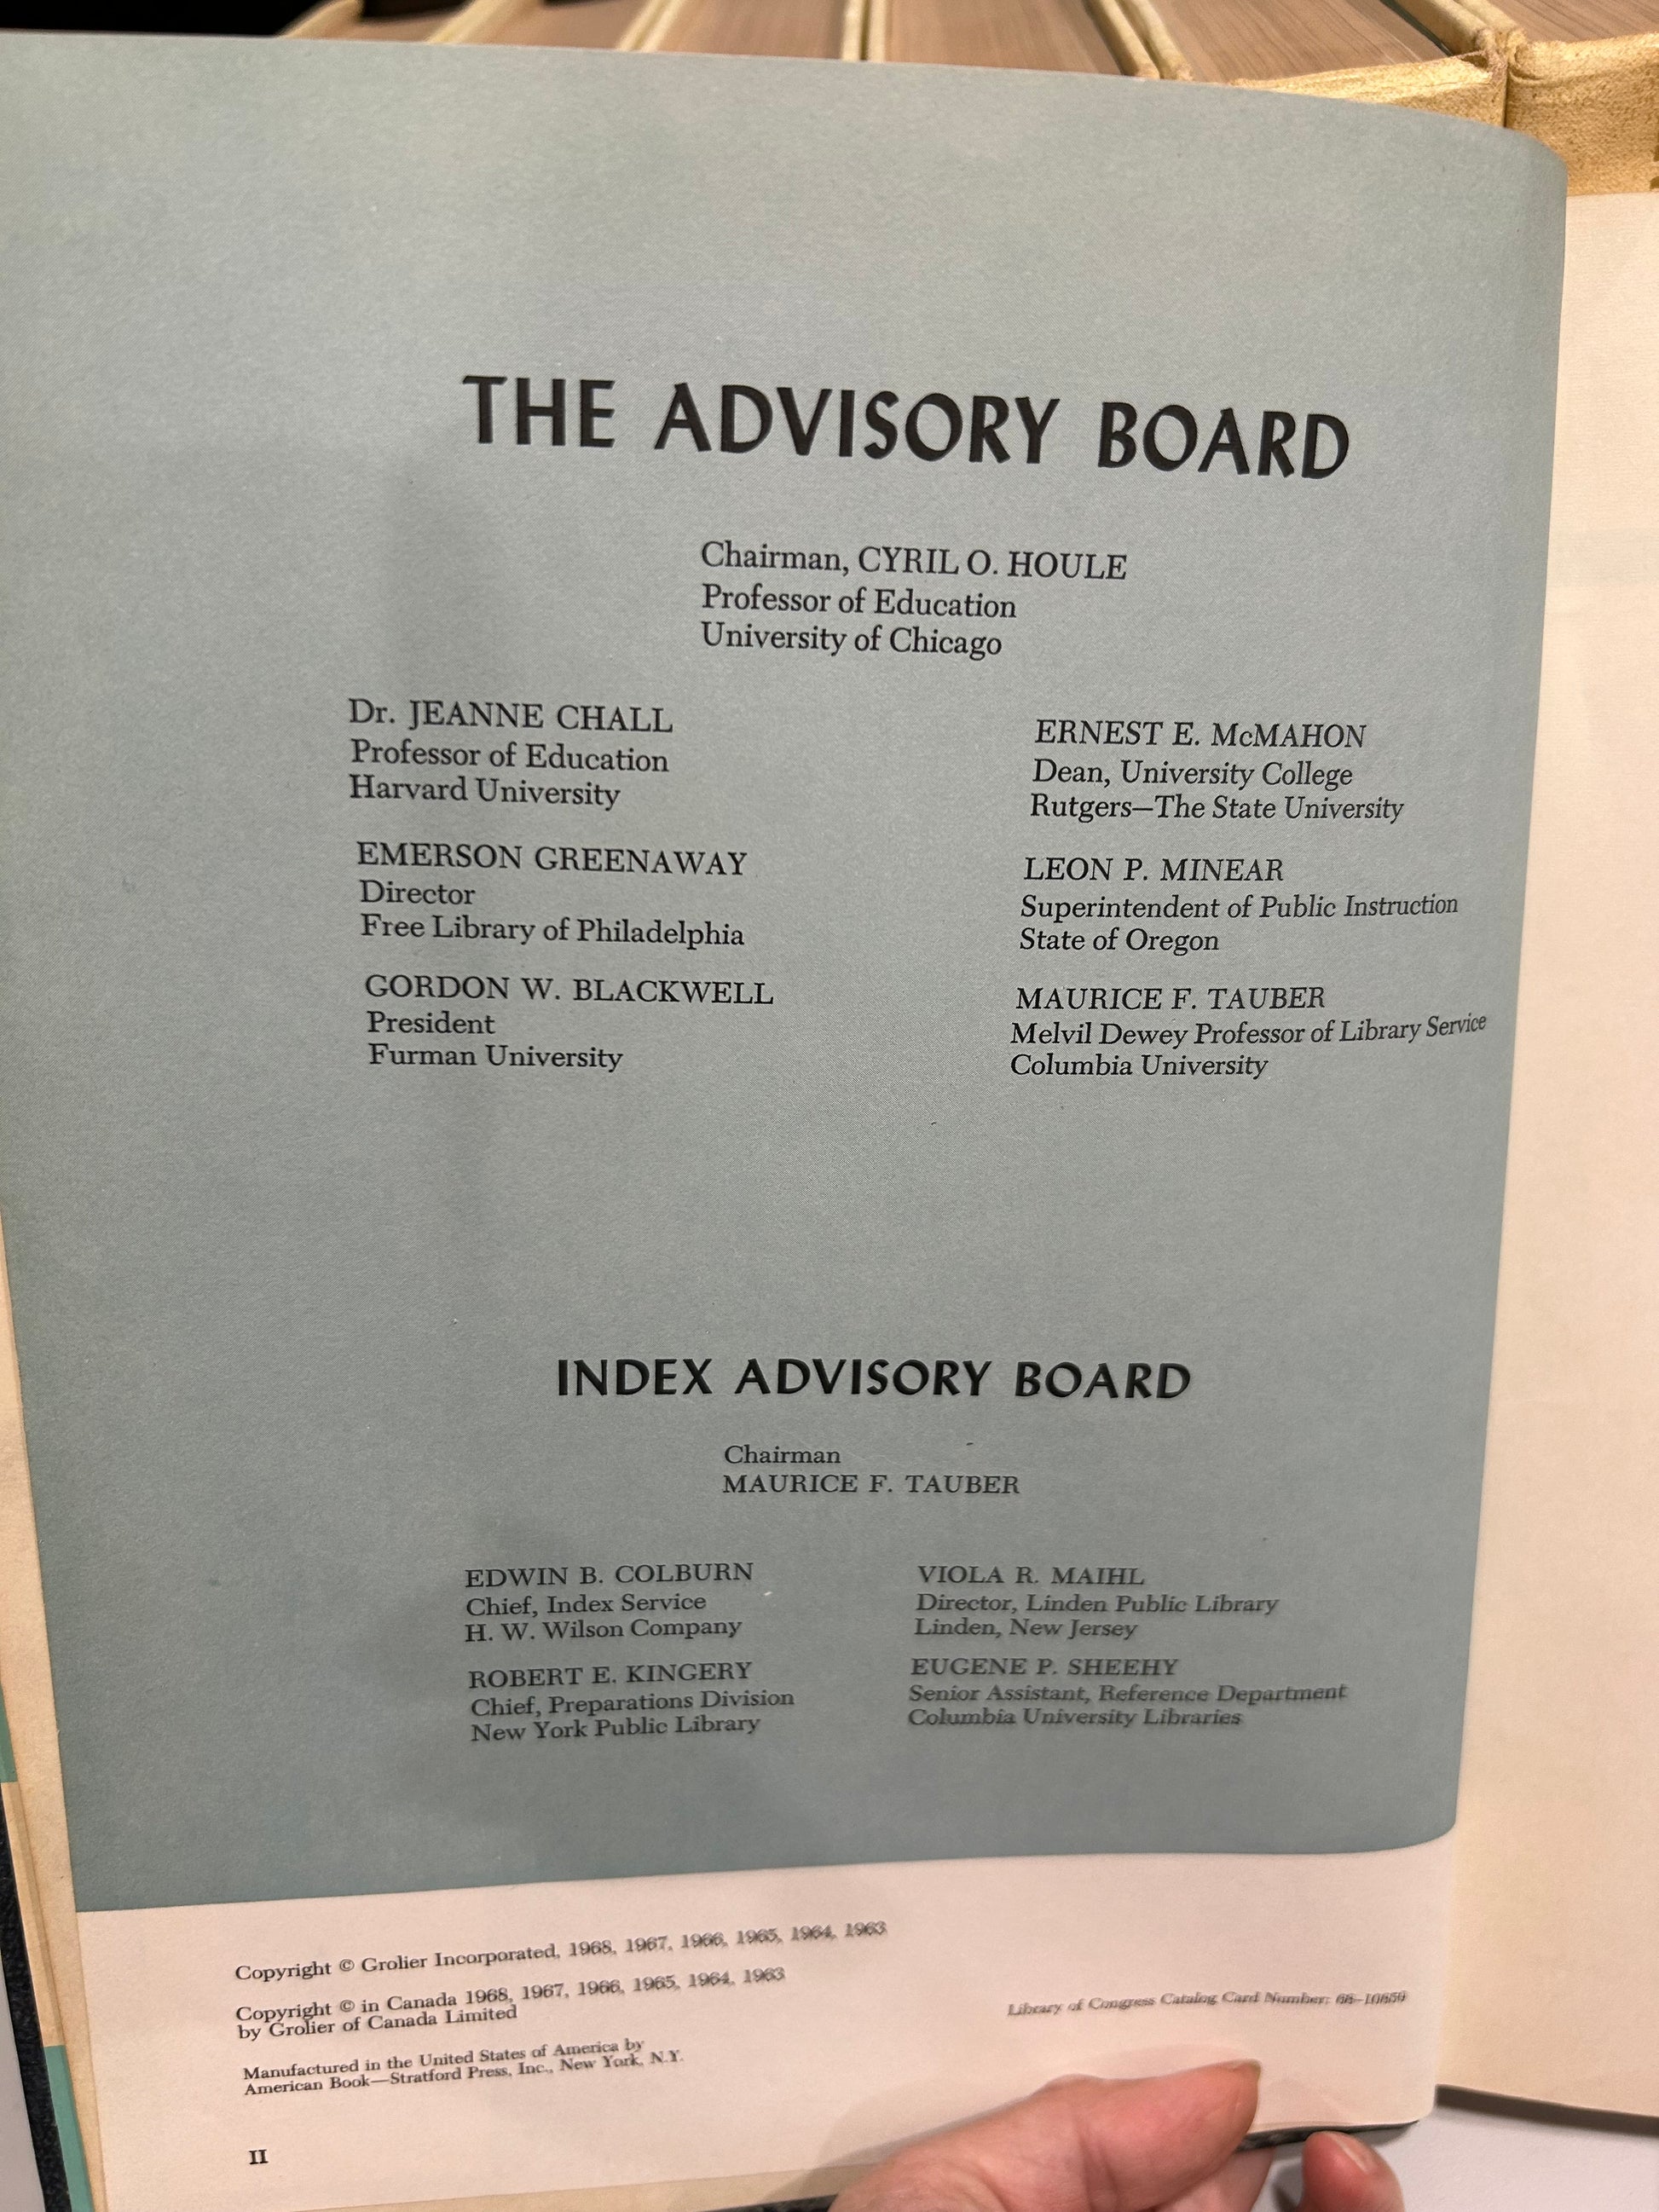 THE ADVISORY BOARD
Chairman, CYRIL O. HOULE
Professor of Education
University of Chicago
Dr. JEANNE CHALL
Professor of Education
Harvard University
EMERSON GREENAWAY
Director
Free Library of Philadelphia
GORDON W. BLACKWELL
President
Furman University
ERNEST E. McMAHON
Dean, University College
Rutgers—The State University
LEON P. MINEAR
Superintendent of Public Instruction
State of Oregon
MAURICE F. TAUBER
Melvil Dewey Professor of Library Service
Columbia University
INDEX ADVISORY BOARD
Chairman
MAURICE F. TAUBER
EDWIN B. COLBURN
Chief, Index Service
H. W. Wilson Company
ROBERT E. KINGERY
Chief, Preparations Division
New York Public Library
VIOLA R. MAIHL
Director, Linden Public Library
Linden, New Jersey
EUGENE P. SHEEHY
Senior Assistant, Reference Department
Columbia University Libraries
Copyright © Grolier Incorporated, 1968, 1967, 1966, 1965, 1964, 1963
Copyright © in Canada 1968, 1967, 1966, 1965, 1964, 1963
by Grolier of Canada Limited
Manufactured in the United States of America by
American Book—Stratford Press, Inc., New York, N.Y.
Library of Congress Catalog Card Number:
II